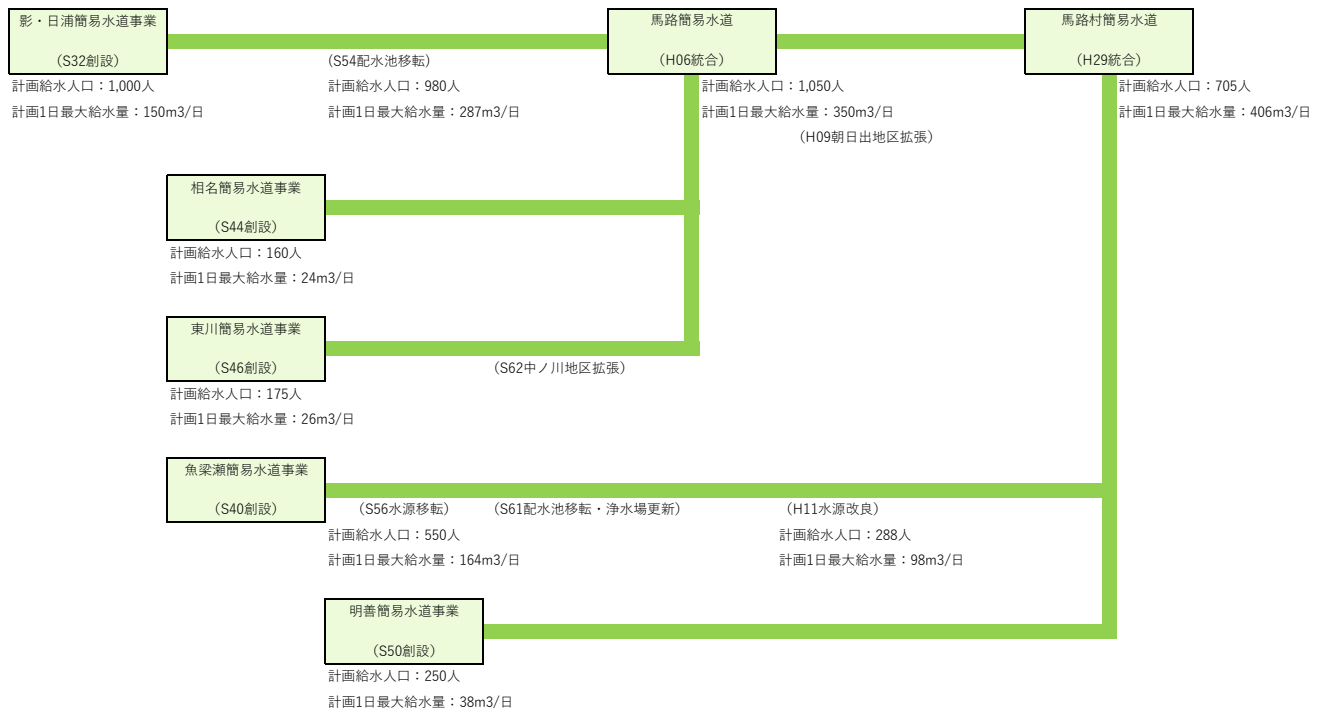 影・日浦簡易水道事業
(S32創設)
計画給水人口：1,000人
計画1日最大給水量：150m3/日
(S54配水池移転)
計画給水人口：980人
計画1日最大給水量：287m3/日
馬路簡易水道
(H06統合)
計画給水人口：1,050人
計画1日最大給水量：350m3/日
(H09朝日出地区拡張)
馬路村簡易水道
(H29統合)
計画給水人口：705人
計画1日最大給水量：406m3/日
相名簡易水道事業
(S44創設)
計画給水人口：160人
計画1日最大給水量：24m3/日
東川簡易水道事業
(S46創設)
計画給水人口：175人
計画1日最大給水量：26m3/日
(S62中ノ川地区拡張)
魚梁瀬簡易水道事業
(S40創設)
(S56水源移転)
計画給水人口：550人
計画1日最大給水量：164m3/日
(S61配水池移転・浄水場更新)
(H11水源改良)
計画給水人口：288人
計画1日最大給水量：98m3/日
明善簡易水道事業
(S50創設)
計画給水人口：250人
計画1日最大給水量：38m3/日